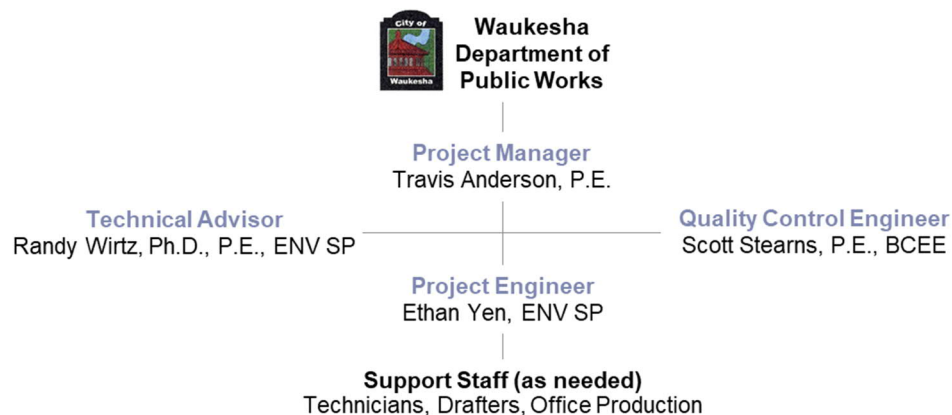 City of
Waukesha
Waukesha
Department of
Public Works
Project Manager
Travis Anderson, P.E.
Technical Advisor
Randy Wirtz, Ph.D., P.E., ENV SP
Quality Control Engineer
Scott Stearns, P.E., BCEE
Project Engineer
Ethan Yen, ENV SP
Support Staff (as needed)
Technicians, Drafters, Office Production